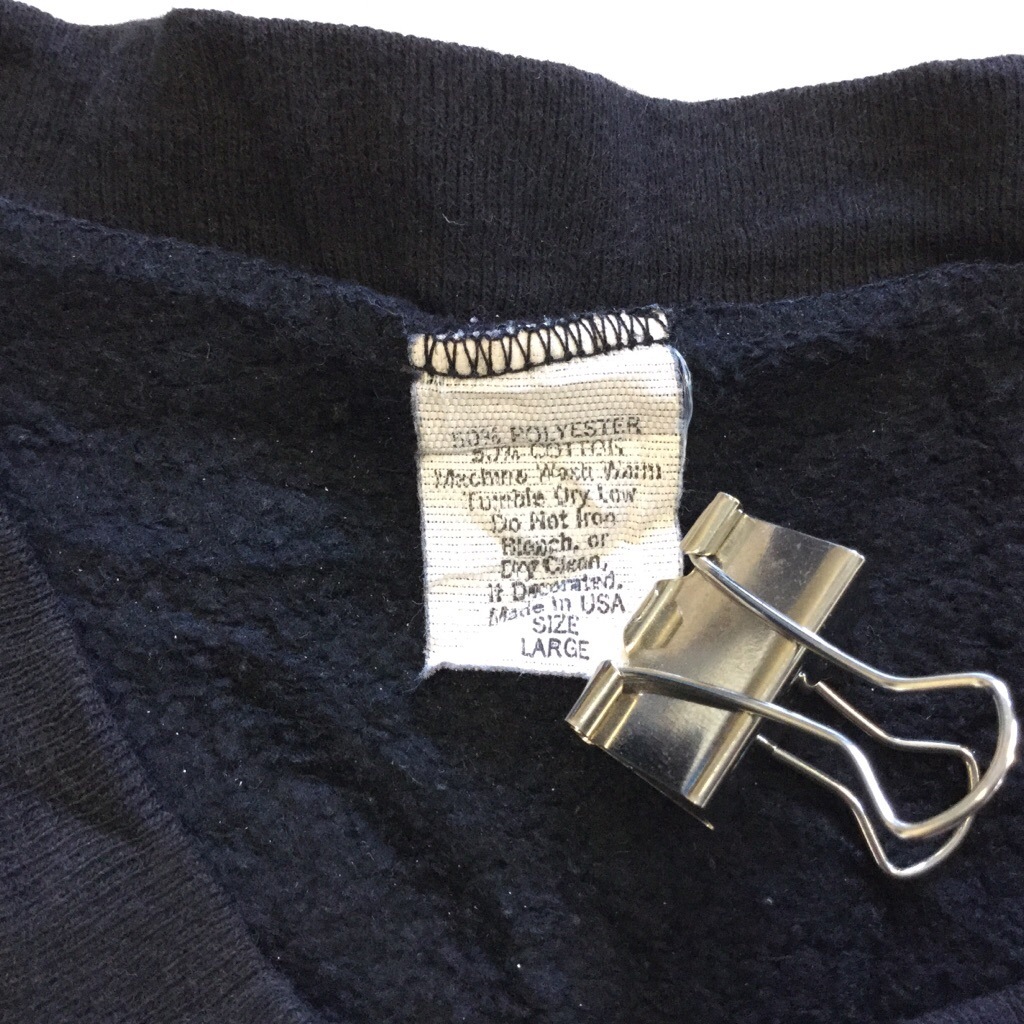 50% POLYESTER
50% COTTON
Machine Wash Warm
Tumble Dry Low
Do Not Iron
Bleach, or
Dry Clean,
If Decorated.
Made in USA
SIZE
LARGE